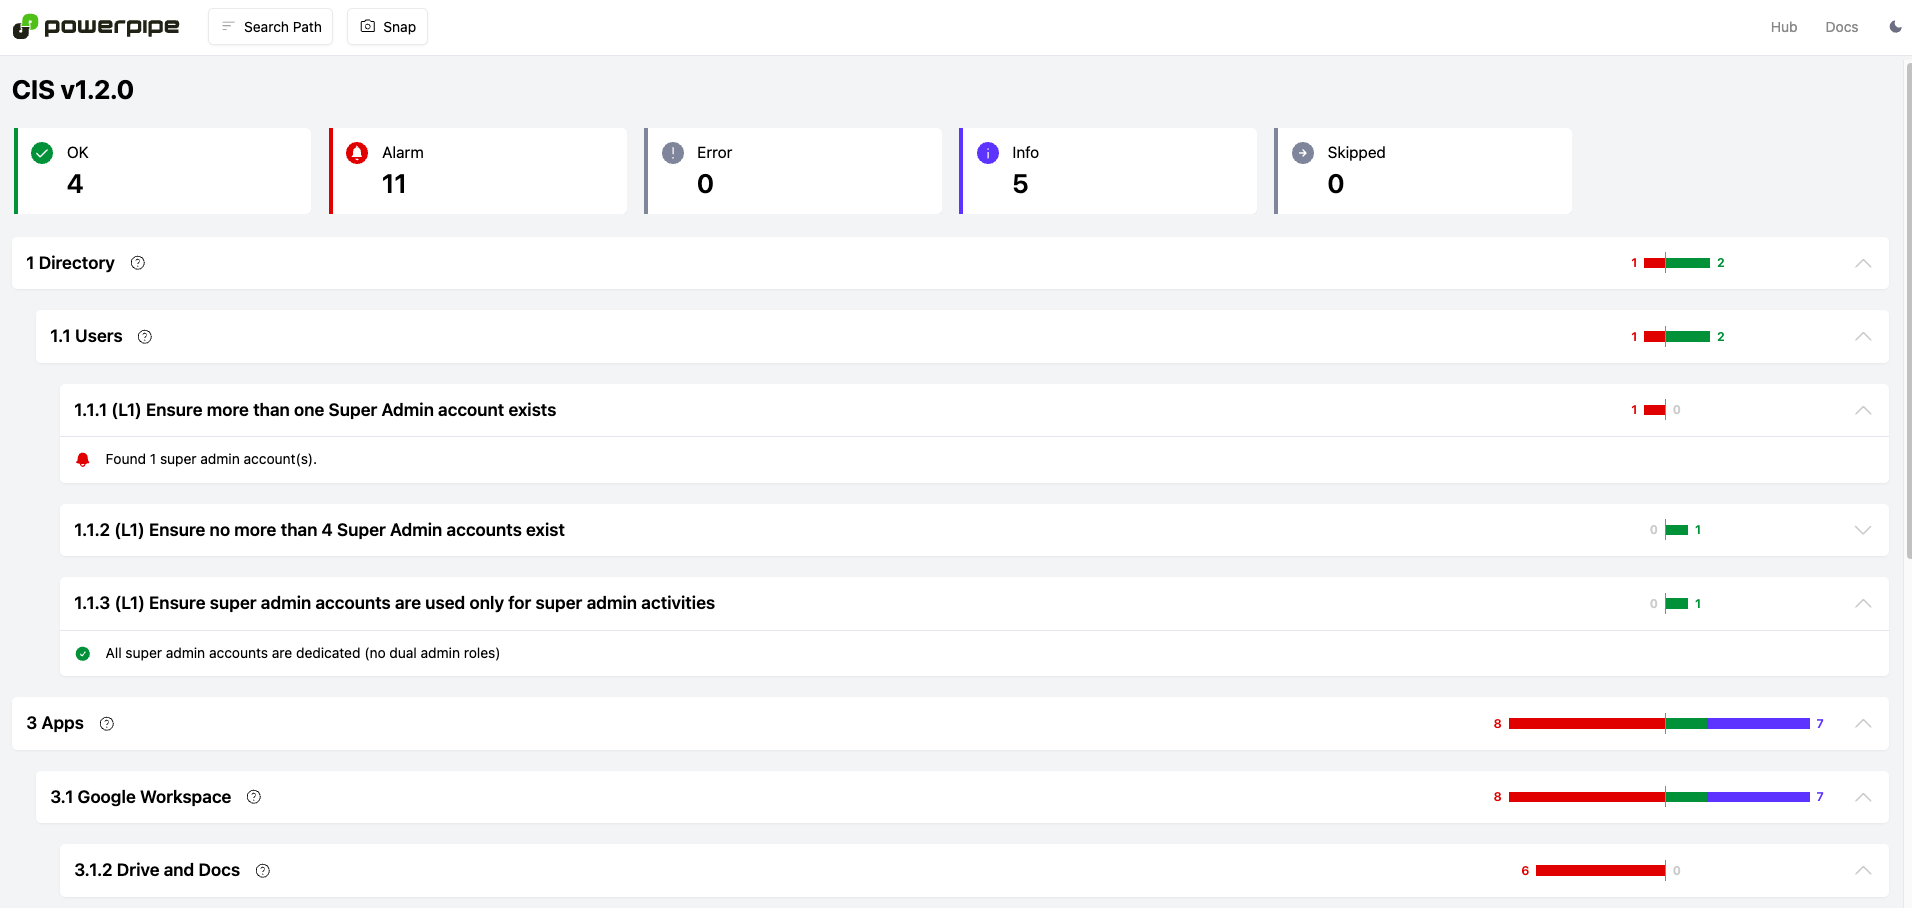 powerpipe
Search Path
Snap
Hub
Docs
CIS v1.2.0
OK
4
Alarm
11
Error
0
Info
5
Skipped
0
1 Directory
1 2
1.1 Users
1 2
1.1.1 (L1) Ensure more than one Super Admin account exists
1 0
Found 1 super admin account(s).
1.1.2 (L1) Ensure no more than 4 Super Admin accounts exist
0 1
1.1.3 (L1) Ensure super admin accounts are used only for super admin activities
0 1
All super admin accounts are dedicated (no dual admin roles)
3 Apps
8 7
3.1 Google Workspace
8 7
3.1.2 Drive and Docs
6 0